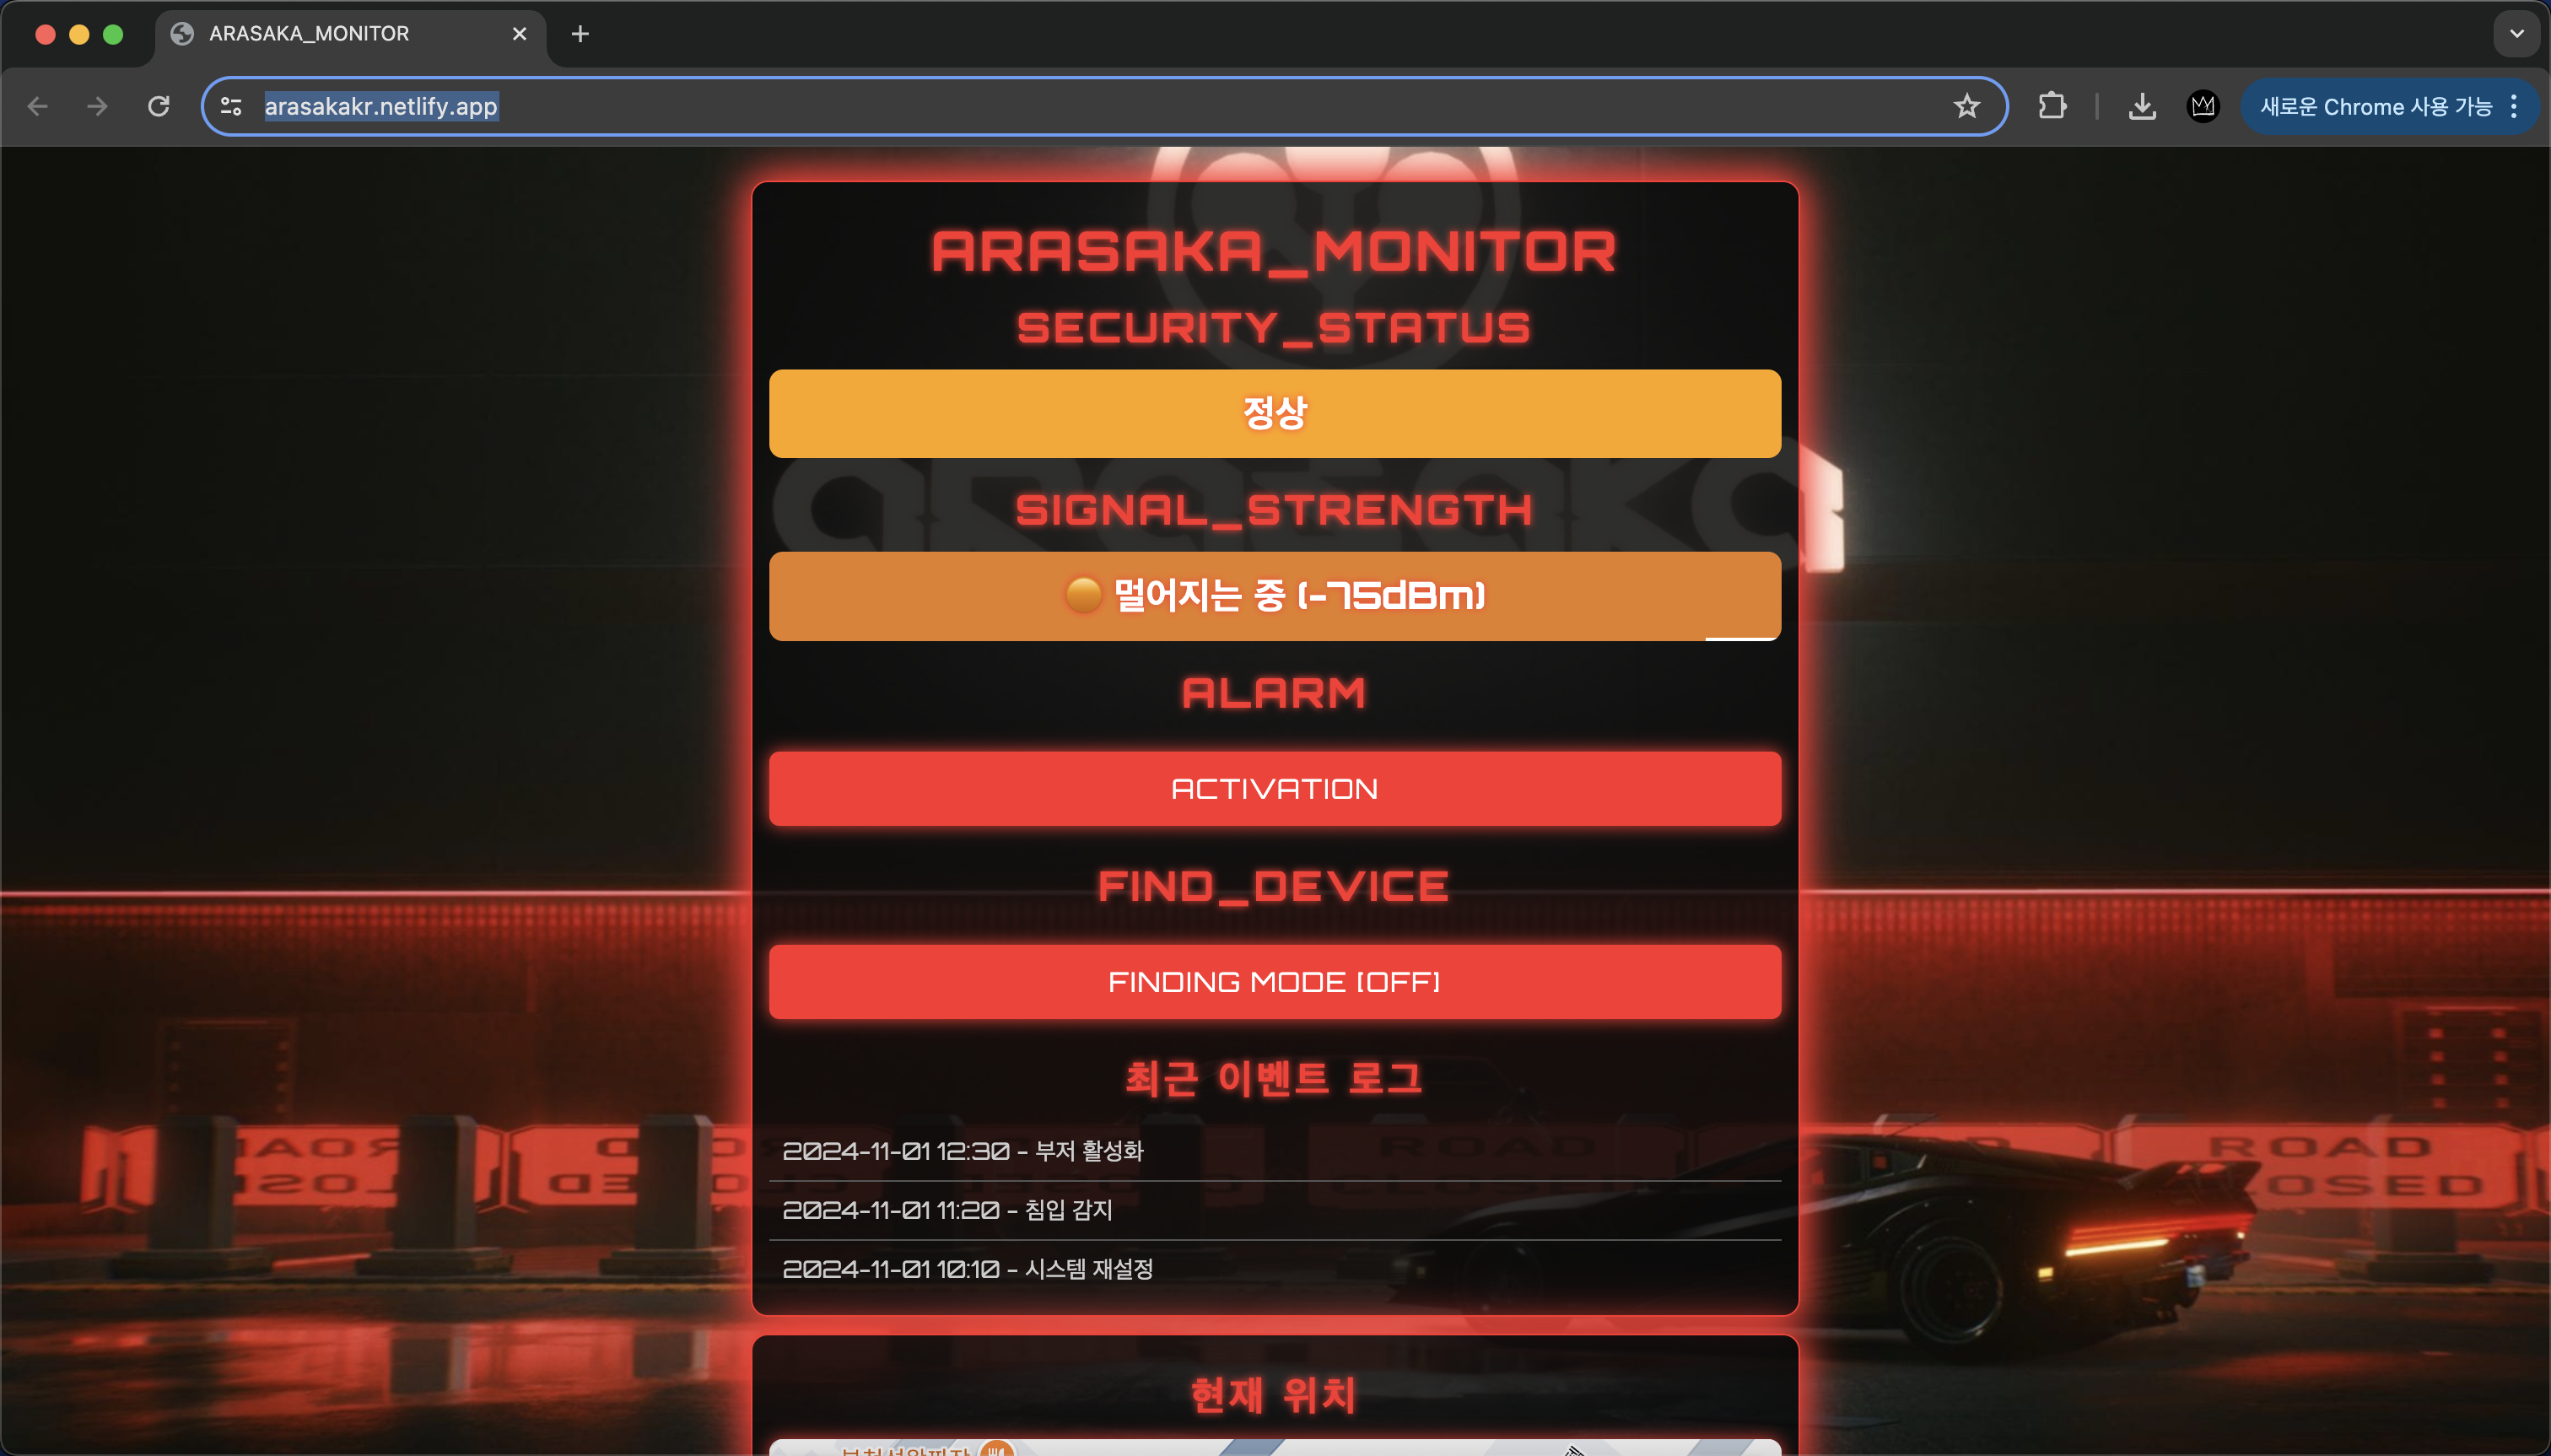 ARASAKA_MONITOR
arasakakr.netlify.app
새로운 Chrome 사용 가능
ARASAKA_MONITOR
SECURITY_STATUS
정상
SIGNAL_STRENGTH
멀어지는 중 (-75dBm)
ALARM
ACTIVATION
FIND_DEVICE
FINDING MODE [OFF]
최근 이벤트 로그
2024-11-01 12:30 - 부저 활성화
2024-11-01 11:20 - 침입 감지
2024-11-01 10:10 - 시스템 재설정
ROAD
현재 위치